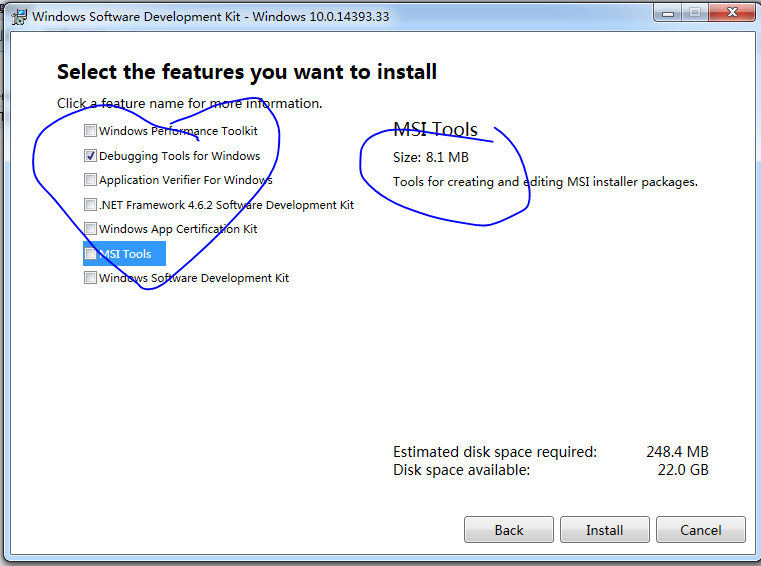 Windows Software Development Kit - Windows 10.0.14393.33
Select the features you want to install
Click a feature name for more information.
Windows Performance Toolkit
Debugging Tools for Windows
Application Verifier For Windows
.NET Framework 4.6.2 Software Development Kit
Windows App Certification Kit
MSI Tools
Windows Software Development Kit
MSI Tools
Size: 8.1 MB
Tools for creating and editing MSI installer packages.
Estimated disk space required: 248.4 MB
Disk space available: 22.0 GB
Back Install Cancel